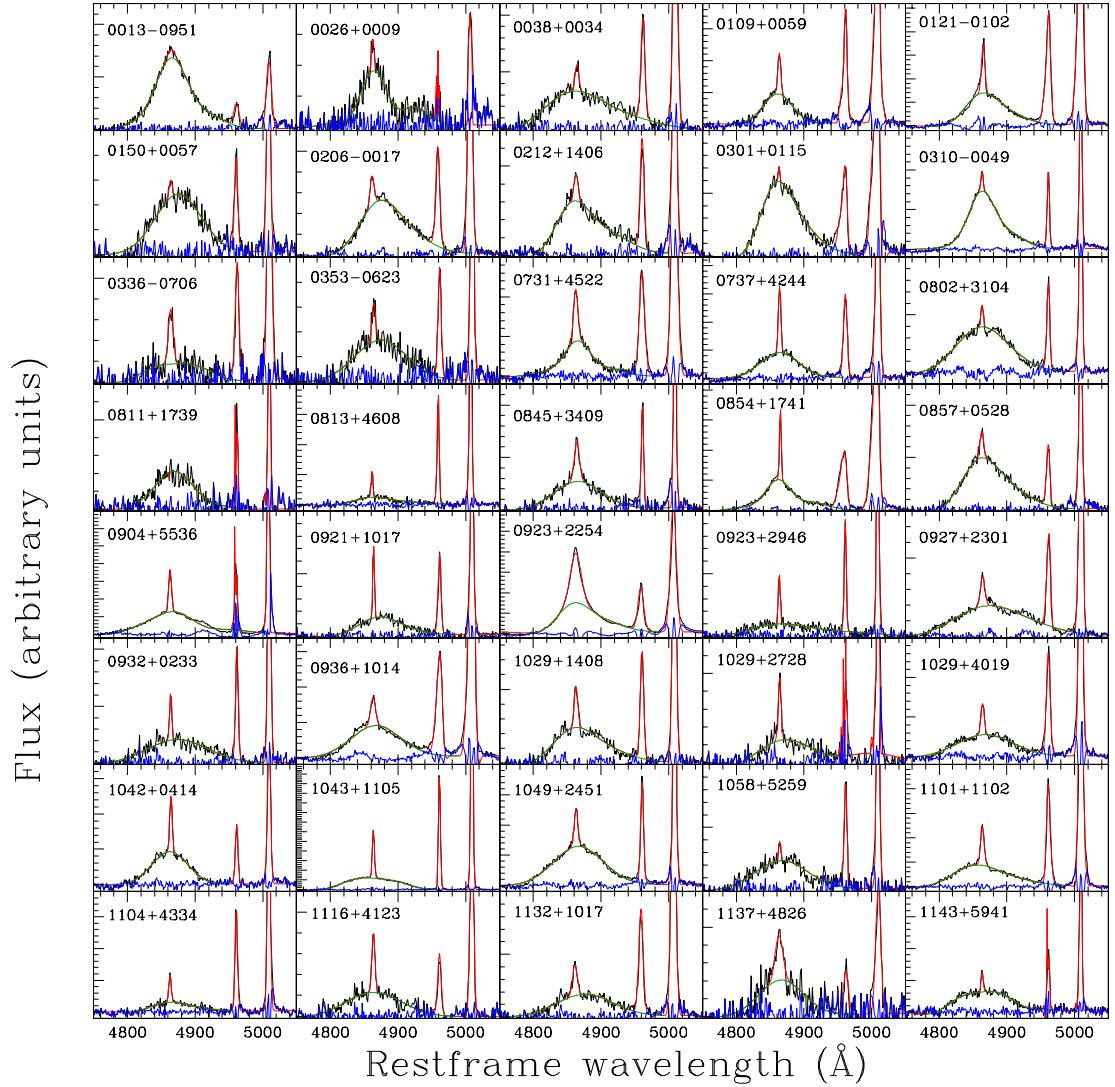 0013-0951 0026+0009 0038+0034 0109+0059 0121-0102
0150+0057 0206-0017 0212+1406 0301+0115 0310-0049
0336-0706 0353-0623 0731+4522 0737+4244 0802+3104
0811+1739 0813+4608 0845+3409 0854+1741 0857+0528
0904+5536 0921+1017 0923+2254 0923+2946 0927+2301
0932+0233 0936+1014 1029+1408 1029+2728 1029+4019
1042+0414 1043+1105 1049+2451 1058+5259 1101+1102
1104+4334 1116+4123 1132+1017 1137+4826 1143+5941
4800 4900 5000 4800 4900 5000 4800 4900 5000 4800 4900 5000 4800 4900 5000
Restframe wavelength (Å)
Flux (arbitrary units)